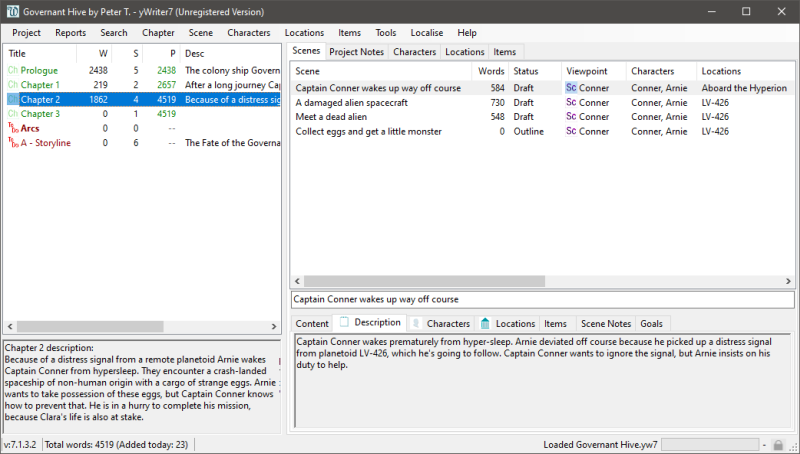 Governant Hive by Peter T. - yWriter7 (Unregistered Version)
Project Reports Search Chapter Scene Characters Locations Items Tools Localise Help
Title W S P Desc
Ch Prologue 2438 5 2438 The colony ship Govern
Ch Chapter 1 219 2 2657 After a long journey Cap
Ch Chapter 2 1862 4 4519 Because of a distress sig
Ch Chapter 3 0 1 4519
Arcs 0 0 --
A - Storyline 0 6 -- The Fate of the Governa
Scenes Project Notes Characters Locations Items
Scene Words Status Viewpoint Characters Locations
Captain Conner wakes up way off course 584 Draft Sc Conner Conner, Arnie Aboard the Hyperion
A damaged alien spacecraft 730 Draft Sc Conner Conner, Arnie LV-426
Meet a dead alien 548 Draft Sc Conner Conner, Arnie LV-426
Collect eggs and get a little monster 0 Outline Sc Conner Conner, Arnie LV-426
Captain Conner wakes up way off course
Content Description Characters Locations Items Scene Notes Goals
Captain Conner wakes prematurely from hyper-sleep. Arnie deviated off course because he picked up a distress signal
from planetoid LV-426, which he's going to follow. Captain Conner wants to ignore the signal, but Arnie insists on his
duty to help.
Chapter 2 description:
Because of a distress signal from a remote planetoid Arnie wakes
Captain Conner from hypersleep. They encounter a crash-landed
spaceship of non-human origin with a cargo of strange eggs. Arnie
wants to take possession of these eggs, but Captain Conner knows
how to prevent that. He is in a hurry to complete his mission,
because Clara's life is also at stake.
v:7.1.3.2 Total words: 4519 (Added today: 23) Loaded Governant Hive.yw7 -